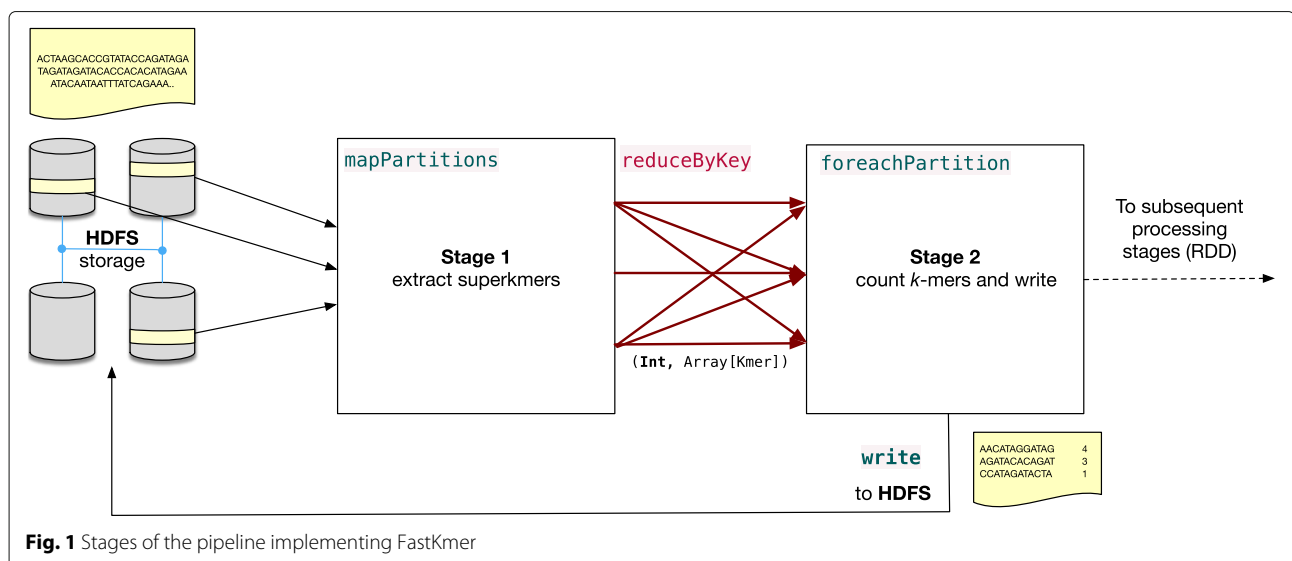 ACTAAGCACCGTATACCAGATAGA
TAGATAGATACACCACACATAGAA
ATACAATAATTTATCAGAAA..
HDFS
storage
mapPartitions
Stage 1
extract superkmers
reduceByKey
(Int, Array[Kmer])
foreachPartition
Stage 2
count k-mers and write
To subsequent
processing
stages (RDD)
write
to HDFS
AACATAGGATAG 4
AGATACACAGAT 3
CCATAGATACTA 1
Fig. 1 Stages of the pipeline implementing FastKmer